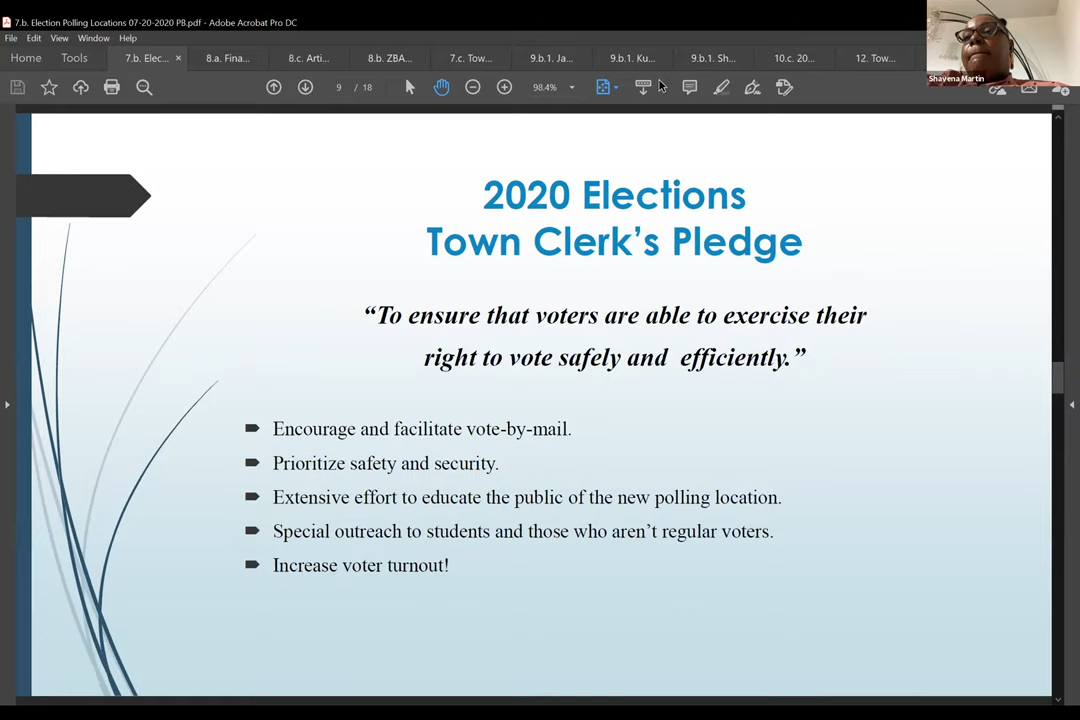 7.b. Election Polling Locations 07-20-2020 PB.pdf - Adobe Acrobat Pro DC
File Edit View Window Help
Home Tools 7.b. Elec... × 8.a. Fina... 8.c. Arti... 8.b. ZBA... 7.c. Tow... 9.b.1. Ja... 9.b.1. Ku... 9.b.1. Sh... 10.c. 20... 12. Tow...
Shavena Martin
9 / 18 98.4%
2020 Elections
Town Clerk’s Pledge
“To ensure that voters are able to exercise their
right to vote safely and efficiently.”
Encourage and facilitate vote-by-mail.
Prioritize safety and security.
Extensive effort to educate the public of the new polling location.
Special outreach to students and those who aren’t regular voters.
Increase voter turnout!